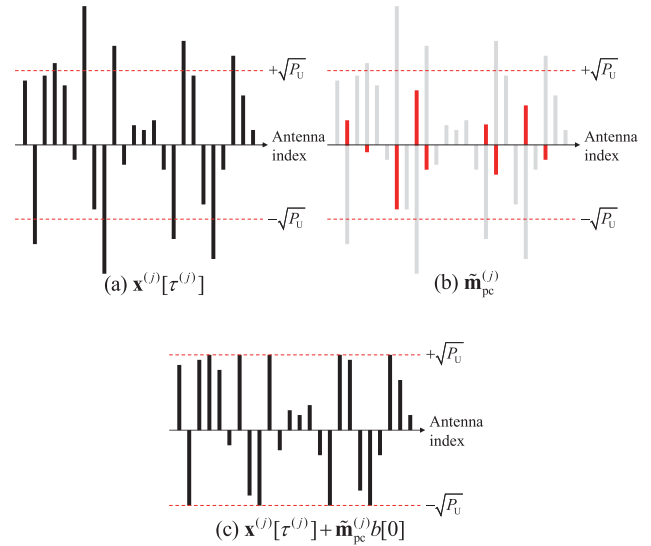 +√P_U
Antenna
index
−√P_U
(a) x^(j)[τ^(j)]
+√P_U
Antenna
index
−√P_U
(b) m̃_pc^(j)
+√P_U
Antenna
index
−√P_U
(c) x^(j)[τ^(j)] + m̃_pc^(j) b[0]